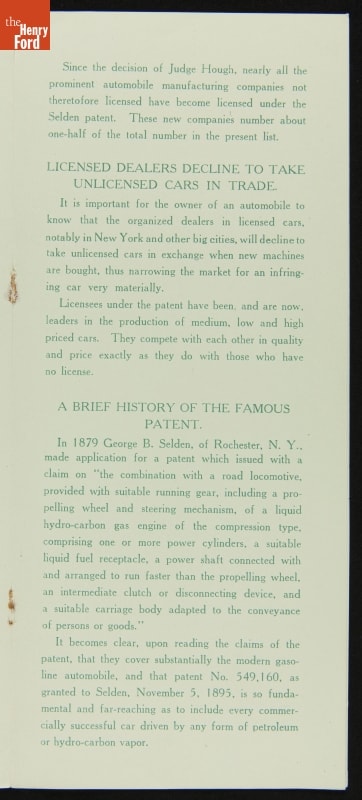 the
Henry
Ford
Since the decision of Judge Hough, nearly all the
prominent automobile manufacturing companies not
theretofore licensed have become licensed under the
Selden patent. These new companies number about
one-half of the total number in the present list.
LICENSED DEALERS DECLINE TO TAKE
UNLICENSED CARS IN TRADE.
It is important for the owner of an automobile to
know that the organized dealers in licensed cars,
notably in New York and other big cities, will decline to
take unlicensed cars in exchange when new machines
are bought, thus narrowing the market for an infring-
ing car very materially.
Licensees under the patent have been, and are now,
leaders in the production of medium, low and high
priced cars. They compete with each other in quality
and price exactly as they do with those who have
no license.
A BRIEF HISTORY OF THE FAMOUS
PATENT.
In 1879 George B. Selden, of Rochester, N. Y.,
made application for a patent which issued with a
claim on "the combination with a road locomotive,
provided with suitable running gear, including a pro-
pelling wheel and steering mechanism, of a liquid
hydro-carbon gas engine of the compression type,
comprising one or more power cylinders, a suitable
liquid fuel receptacle, a power shaft connected with
and arranged to run faster than the propelling wheel,
an intermediate clutch or disconnecting device, and
a suitable carriage body adapted to the conveyance
of persons or goods."
It becomes clear, upon reading the claims of the
patent, that they cover substantially the modern gaso-
line automobile, and that patent No. 549,160, as
granted to Selden, November 5, 1895, is so funda-
mental and far-reaching as to include every commer-
cially successful car driven by any form of petroleum
or hydro-carbon vapor.